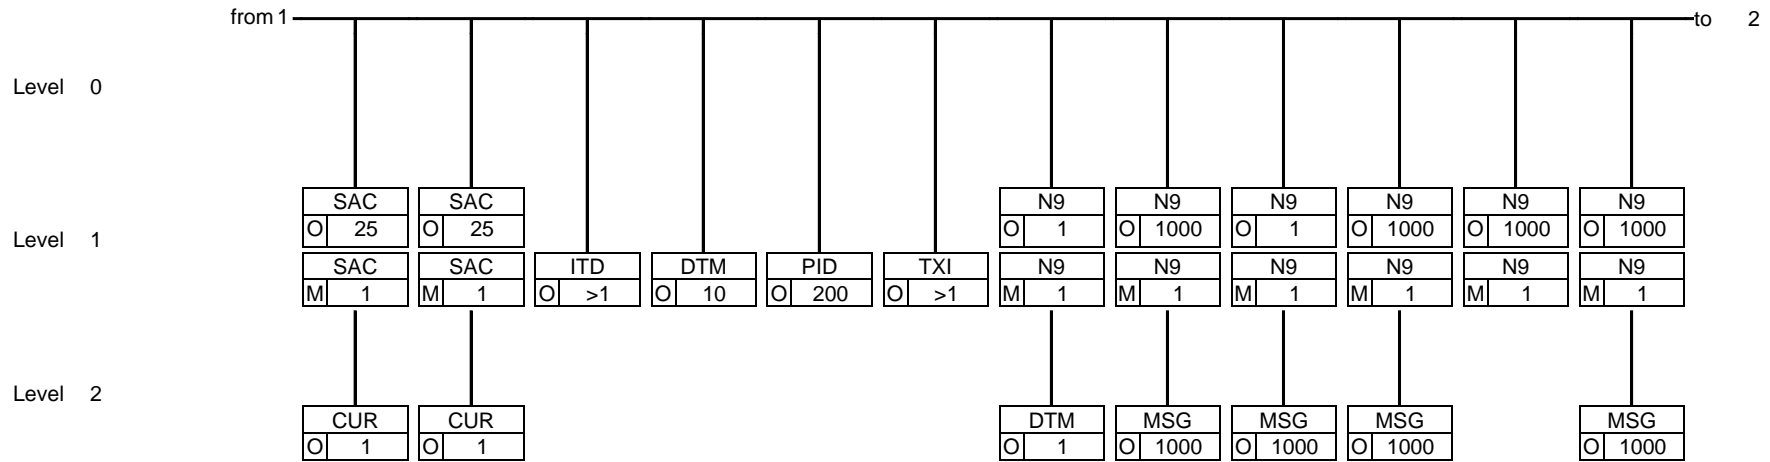 from 1 to 2
Level 0
SAC SAC N9 N9 N9 N9 N9 N9
O 25 O 25 O 1 O 1000 O 1 O 1000 O 1000 O 1000
Level 1
SAC SAC ITD DTM PID TXI N9 N9 N9 N9 N9 N9
M 1 M 1 O >1 O 10 O 200 O >1 M 1 M 1 M 1 M 1 M 1 M 1
Level 2
CUR CUR DTM MSG MSG MSG MSG
O 1 O 1 O 1 O 1000 O 1000 O 1000 O 1000